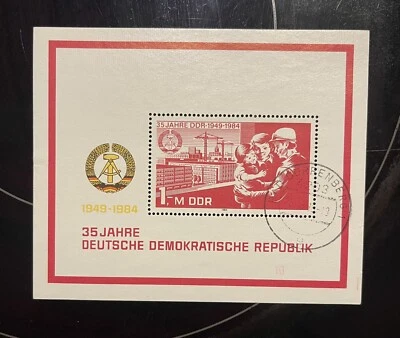 35 JAHRE DDR·1949-1984
1 M DDR
1949-1984
35 JAHRE
DEUTSCHE DEMOKRATISCHE REPUBLIK